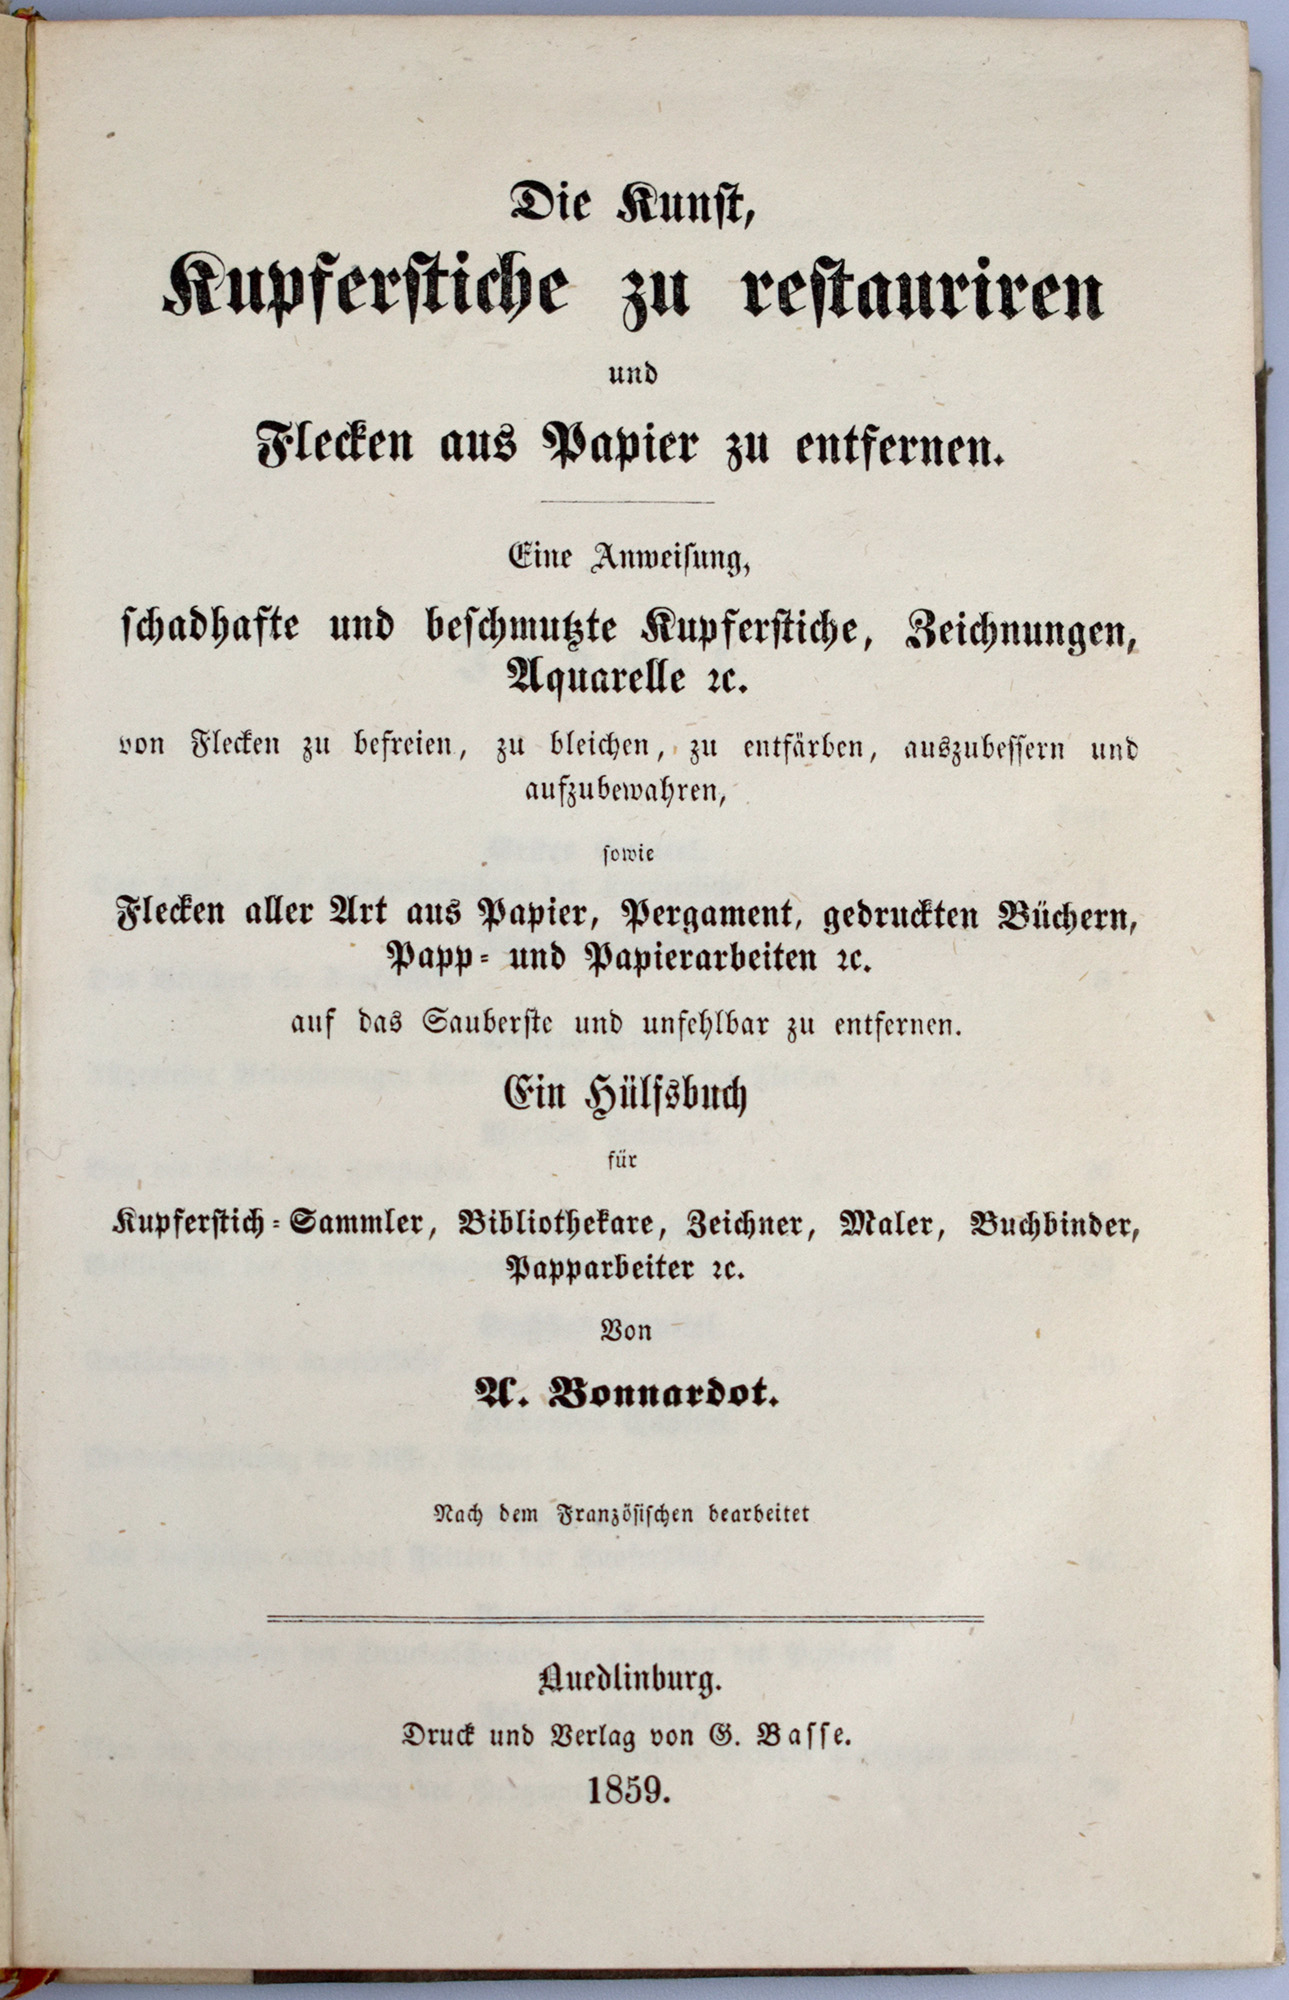 Die Kunst,
Kupferstiche zu restauriren
und
Flecken aus Papier zu entfernen.
Eine Anweisung,
schadhafte und beschmutzte Kupferstiche, Zeichnungen,
Aquarelle ꝛc.
von Flecken zu befreien, zu bleichen, zu entfärben, auszubessern und
aufzubewahren,
sowie
Flecken aller Art aus Papier, Pergament, gedruckten Büchern,
Papp- und Papierarbeiten ꝛc.
auf das Sauberste und unfehlbar zu entfernen.
Ein Hülfsbuch
für
Kupferstich-Sammler, Bibliothekare, Zeichner, Maler, Buchbinder,
Papparbeiter ꝛc.
Von
A. Bonnardot.
Nach dem Französischen bearbeitet
Quedlinburg.
Druck und Verlag von G. Basse.
1859.